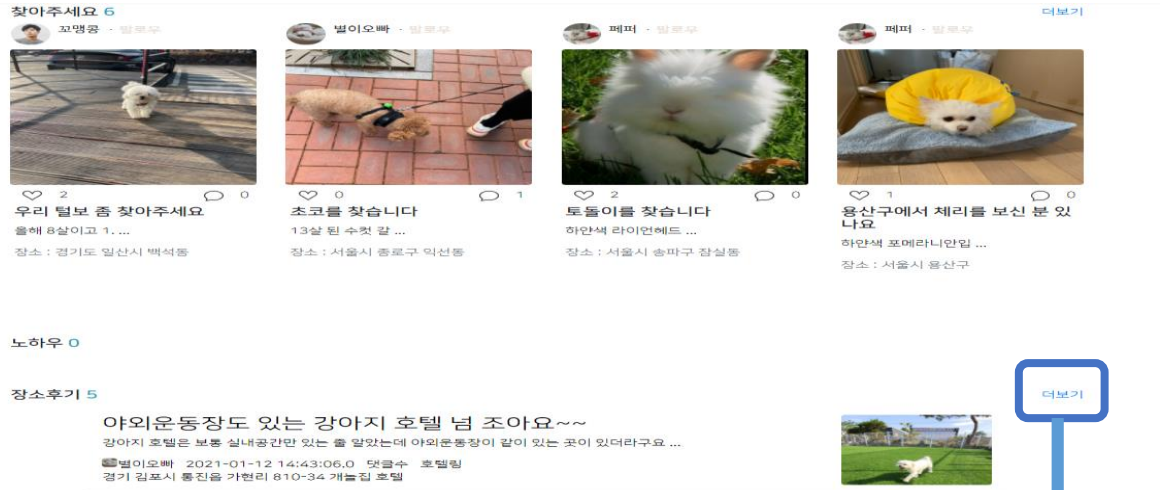 찾아주세요 6
더보기
꼬맹콩 · 팔로우
별이오빠 · 팔로우
페퍼 · 팔로우
페퍼 · 팔로우
2 0
0 1
2 0
1 0
우리 털보 좀 찾아주세요
올해 8살이고 1. ...
장소 : 경기도 일산시 백석동
초코를 찾습니다
13살 된 수컷 갈 ...
장소 : 서울시 종로구 익선동
토돌이를 찾습니다
하얀색 라이언헤드 ...
장소 : 서울시 송파구 잠실동
용산구에서 체리를 보신 분 있
나요
하얀색 포메라니안입 ...
장소 : 서울시 용산구
노하우 0
장소후기 5
더보기
야외운동장도 있는 강아지 호텔 넘 조아요~~
강아지 호텔은 보통 실내공간만 있는 줄 알았는데 야외운동장이 같이 있는 곳이 있더라구요 ...
별이오빠 2021-01-12 14:43:06.0 댓글수 호텔링
경기 김포시 통진읍 가현리 810-34 개놀집 호텔